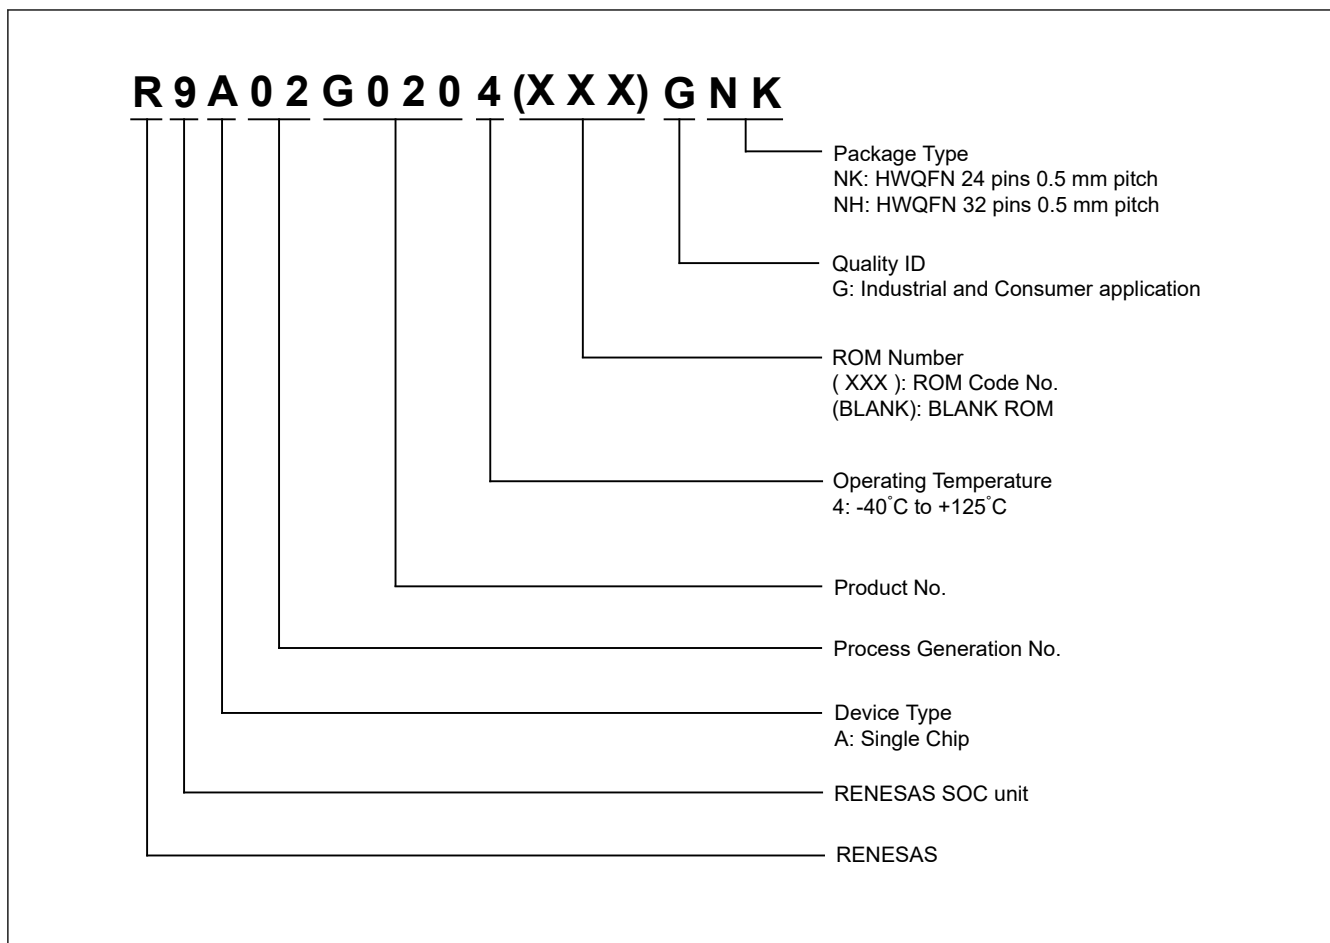 R 9 A 0 2 G 0 2 0 4 (X X X) G N K
Package Type
NK: HWQFN 24 pins 0.5 mm pitch
NH: HWQFN 32 pins 0.5 mm pitch
Quality ID
G: Industrial and Consumer application
ROM Number
( XXX ): ROM Code No.
(BLANK): BLANK ROM
Operating Temperature
4: -40°C to +125°C
Product No.
Process Generation No.
Device Type
A: Single Chip
RENESAS SOC unit
RENESAS